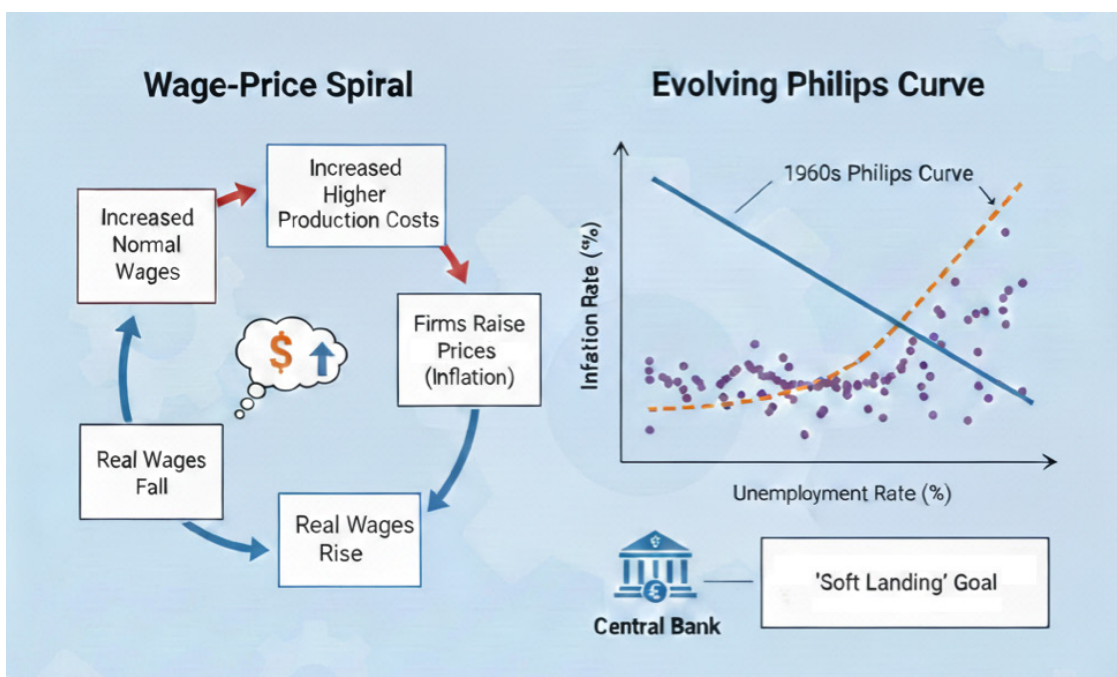 Wage-Price Spiral
Increased
Higher
Production Costs
Increased
Normal
Wages
Firms Raise
Prices
(Inflation)
$
Real Wages
Fall
Real Wages
Rise
Evolving Philips Curve
1960s Philips Curve
Infation Rate (%)
Unemployment Rate (%)
$
£
Central Bank
'Soft Landing' Goal